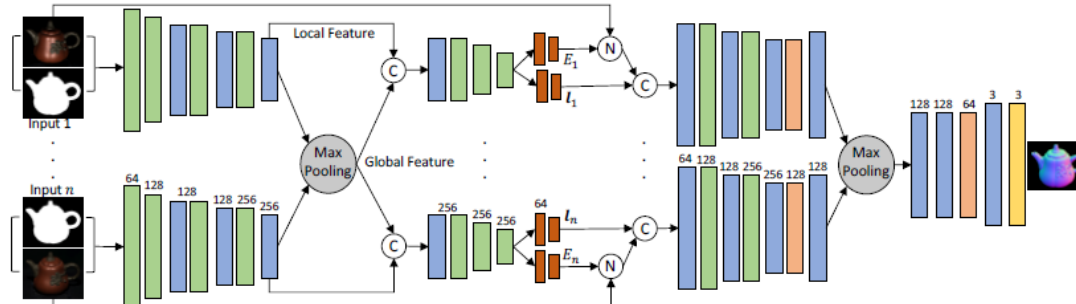 Input 1
Local Feature
C
E1
l1
N
C
Max
Pooling
Global Feature
Max
Pooling
128 128 64 3 3
Input n
64 128 128 128 256 256
C
256 256 256
64
ln
En
C
N
64 128 128 256 256 128 128